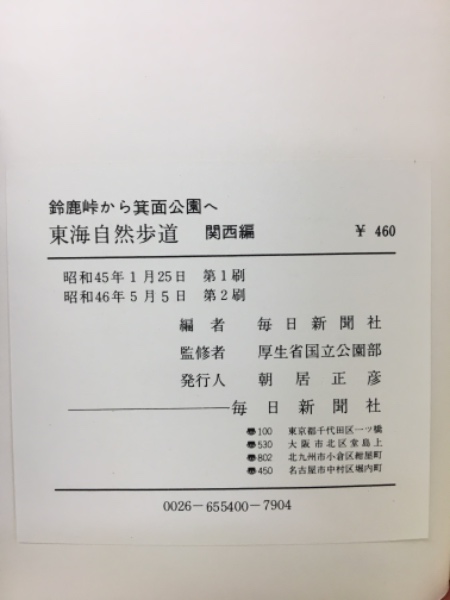 鈴鹿峠から箕面公園へ
東海自然歩道 関西編 ¥460
昭和45年1月25日 第1刷
昭和46年5月5日 第2刷
編者 毎日新聞社
監修者 厚生省国立公園部
発行人 朝居正彦
毎日新聞社
100 東京都千代田区一ツ橋
530 大阪市北区堂島上
802 北九州市小倉区紺屋町
450 名古屋市中村区堀内町
0026-655400-7904